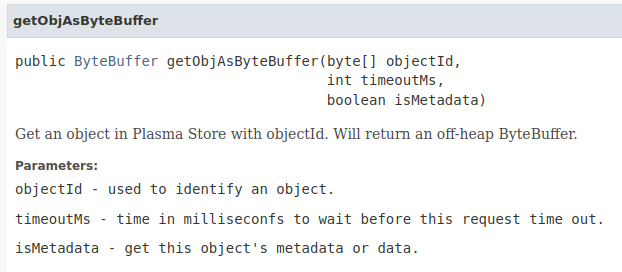 getObjAsByteBuffer
public ByteBuffer getObjAsByteBuffer(byte[] objectId,
int timeoutMs,
boolean isMetadata)
Get an object in Plasma Store with objectId. Will return an off-heap ByteBuffer.
Parameters:
objectId - used to identify an object.
timeoutMs - time in milliseconfs to wait before this request time out.
isMetadata - get this object's metadata or data.